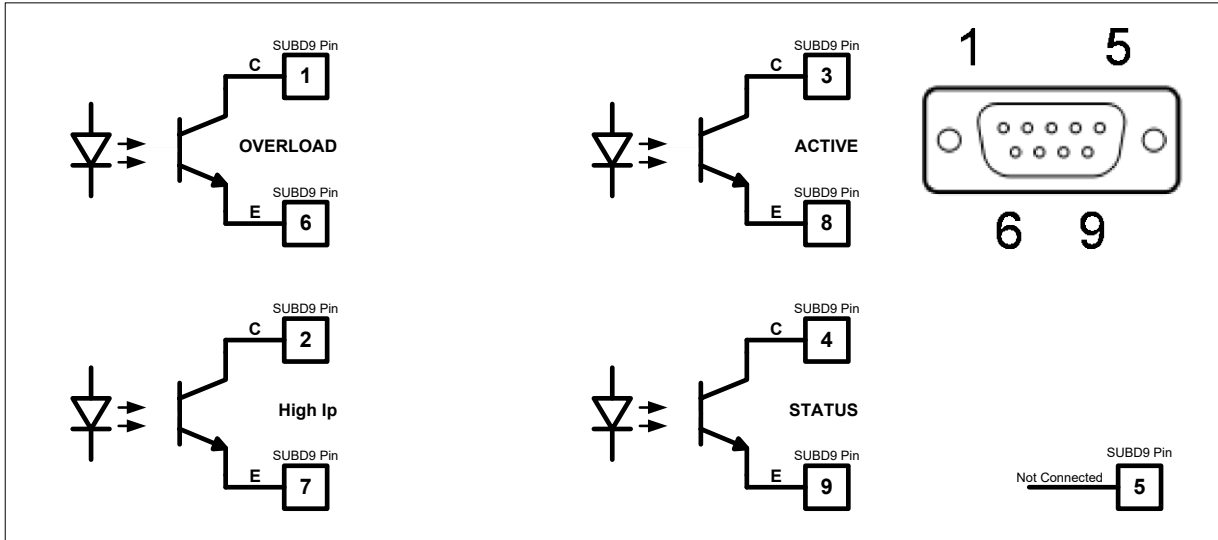 SUBD9 Pin
C
1
OVERLOAD
E
SUBD9 Pin
6
SUBD9 Pin
C
3
ACTIVE
E
SUBD9 Pin
8
1 5
6 9
SUBD9 Pin
C
2
High Ip
E
SUBD9 Pin
7
SUBD9 Pin
C
4
STATUS
E
SUBD9 Pin
9
SUBD9 Pin
Not Connected
5